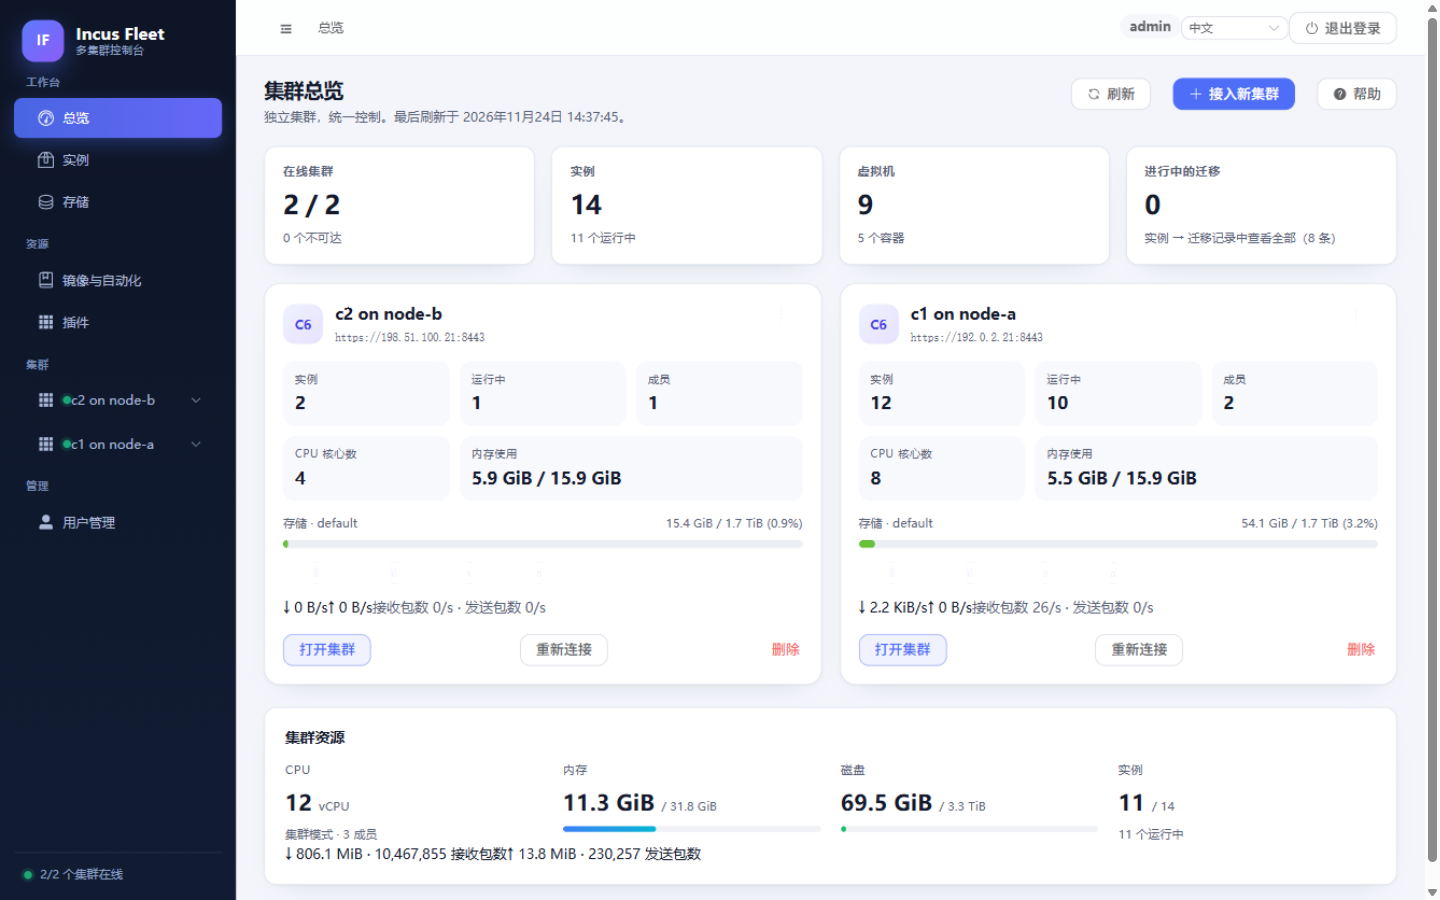 IF
Incus Fleet
多集群控制台
工作台
总览
实例
存储
资源
镜像与自动化
插件
集群
c2 on node-b
c1 on node-a
管理
用户管理
2/2 个集群在线
总览
admin
中文
退出登录
集群总览
独立集群，统一控制。最后刷新于 2026年11月24日 14:37:45。
刷新
接入新集群
帮助
在线集群
2 / 2
0 个不可达
实例
14
11 个运行中
虚拟机
9
5 个容器
进行中的迁移
0
实例 → 迁移记录中查看全部（8 条）
C6
c2 on node-b
https://198.51.100.21:8443
实例
2
运行中
1
成员
1
CPU 核心数
4
内存使用
5.9 GiB / 15.9 GiB
存储 · default
15.4 GiB / 1.7 TiB (0.9%)
↓ 0 B/s↑ 0 B/s接收包数 0/s · 发送包数 0/s
打开集群
重新连接
删除
C6
c1 on node-a
https://192.0.2.21:8443
实例
12
运行中
10
成员
2
CPU 核心数
8
内存使用
5.5 GiB / 15.9 GiB
存储 · default
54.1 GiB / 1.7 TiB (3.2%)
↓ 2.2 KiB/s↑ 0 B/s接收包数 26/s · 发送包数 0/s
打开集群
重新连接
删除
集群资源
CPU
12 vCPU
集群模式 · 3 成员
内存
11.3 GiB / 31.8 GiB
磁盘
69.5 GiB / 3.3 TiB
实例
11 / 14
11 个运行中
↓ 806.1 MiB · 10,467,855 接收包数↑ 13.8 MiB · 230,257 发送包数